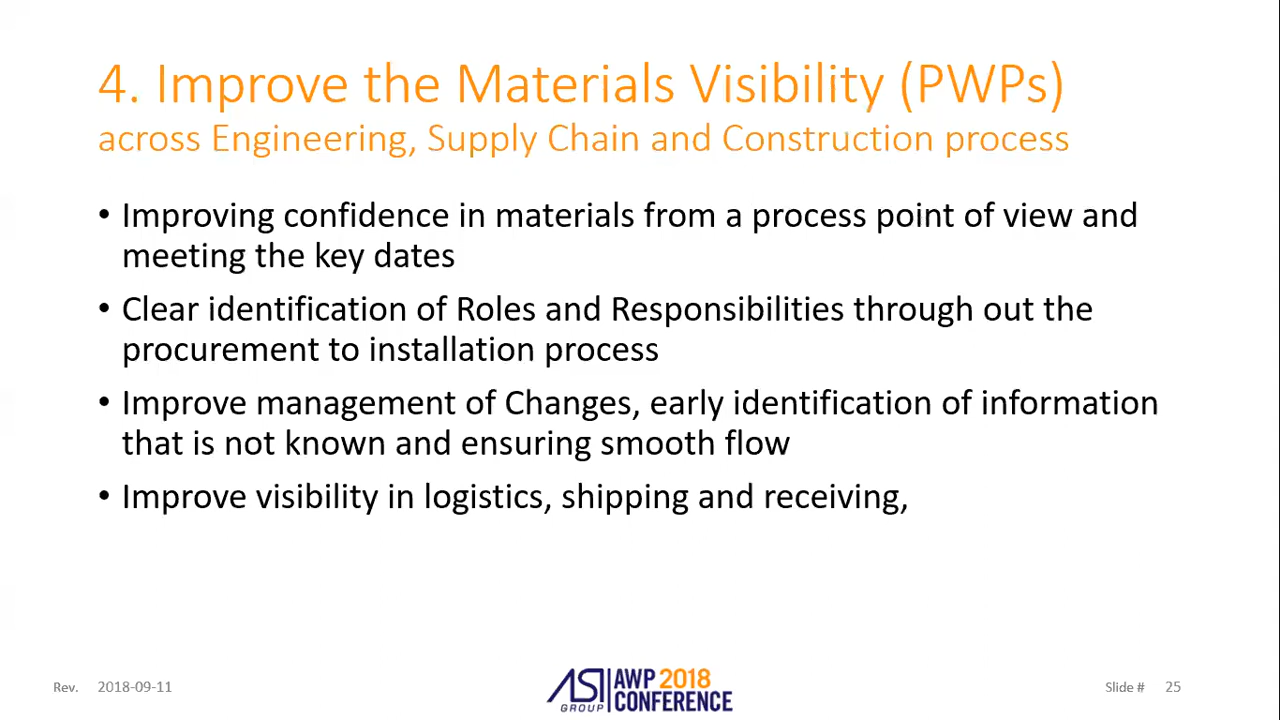 4. Improve the Materials Visibility (PWPs)
across Engineering, Supply Chain and Construction process
• Improving confidence in materials from a process point of view and
meeting the key dates
• Clear identification of Roles and Responsibilities through out the
procurement to installation process
• Improve management of Changes, early identification of information
that is not known and ensuring smooth flow
• Improve visibility in logistics, shipping and receiving,
Rev. 2018-09-11
ASI GROUP
AWP 2018
CONFERENCE
Slide # 25